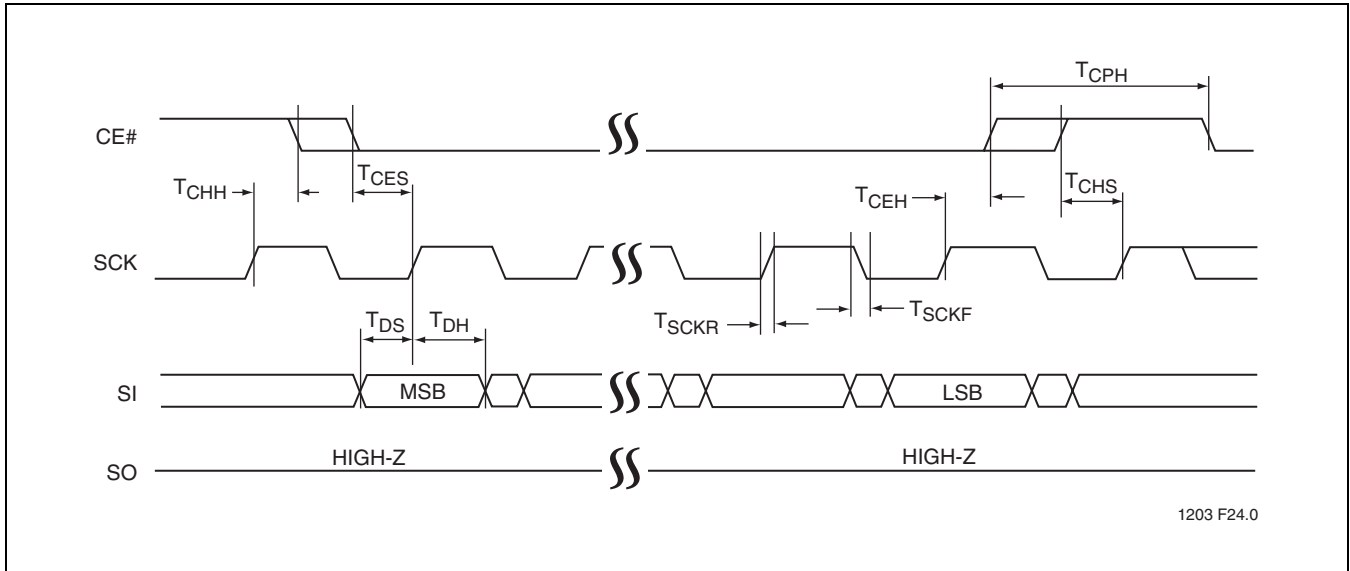 TCPH
CE#
TCHH
TCES
TCEH
TCHS
SCK
TDS
TDH
TSCKR
TSCKF
SI
MSB
LSB
SO
HIGH-Z
HIGH-Z
1203 F24.0